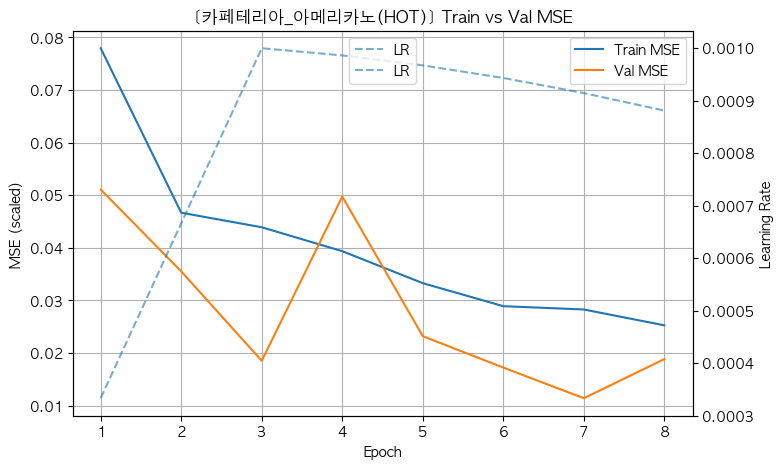 [카페테리아_아메리카노(HOT)] Train vs Val MSE
MSE (scaled)
0.08
0.07
0.06
0.05
0.04
0.03
0.02
0.01
LR
LR
Train MSE
Val MSE
0.0010
0.0009
0.0008
0.0007
0.0006
0.0005
0.0004
0.0003
Learning Rate
1 2 3 4 5 6 7 8
Epoch